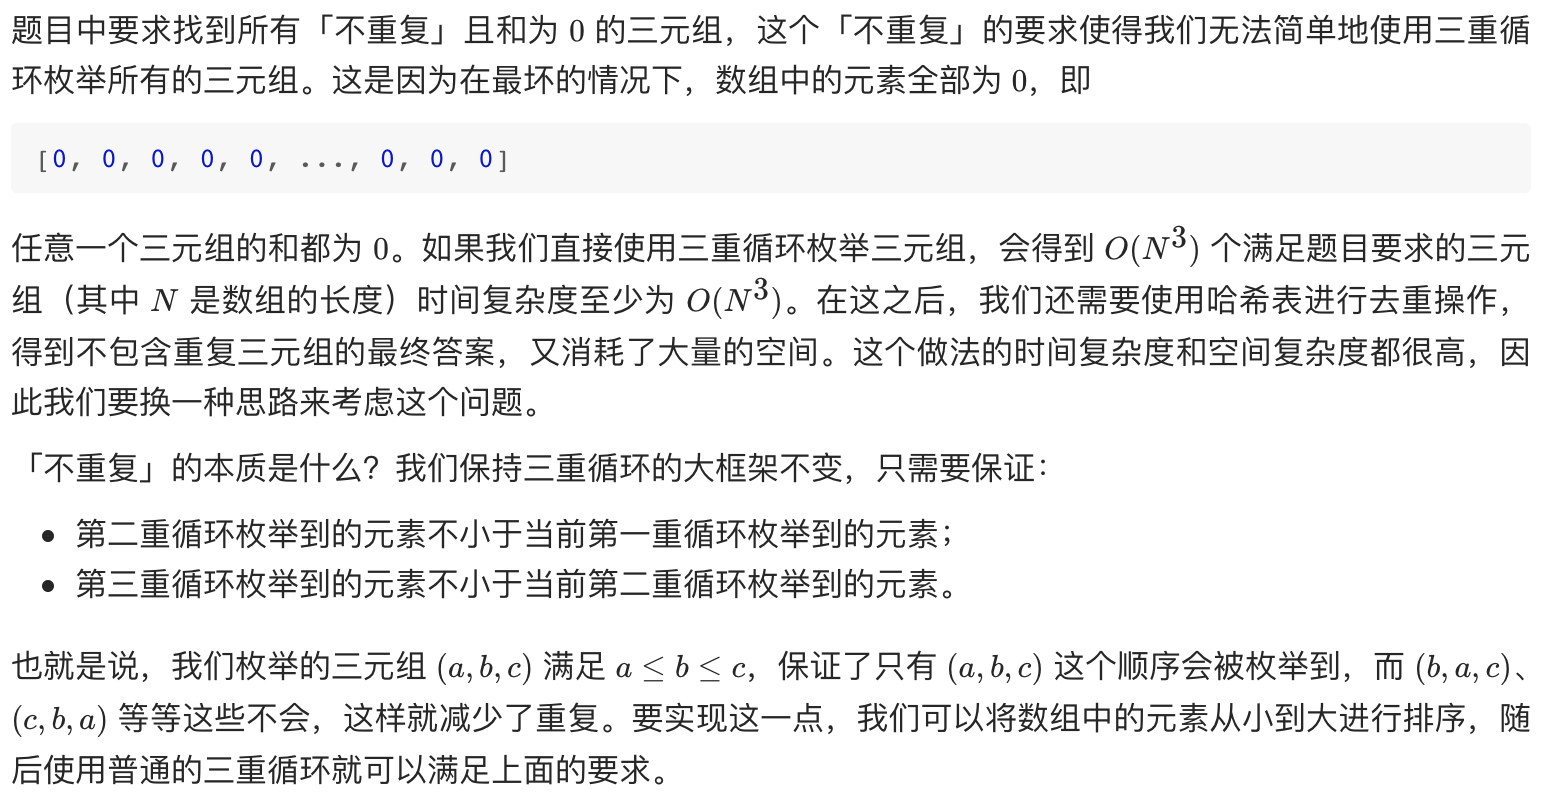 题目中要求找到所有「不重复」且和为 0 的三元组，这个「不重复」的要求使得我们无法简单地使用三重循
环枚举所有的三元组。这是因为在最坏的情况下，数组中的元素全部为 0，即
[0, 0, 0, 0, 0, ..., 0, 0, 0]
任意一个三元组的和都为 0。如果我们直接使用三重循环枚举三元组，会得到 O(N³) 个满足题目要求的三元
组（其中 N 是数组的长度）时间复杂度至少为 O(N³)。在这之后，我们还需要使用哈希表进行去重操作，
得到不包含重复三元组的最终答案，又消耗了大量的空间。这个做法的时间复杂度和空间复杂度都很高，因
此我们要换一种思路来考虑这个问题。
「不重复」的本质是什么？我们保持三重循环的大框架不变，只需要保证：
• 第二重循环枚举到的元素不小于当前第一重循环枚举到的元素；
• 第三重循环枚举到的元素不小于当前第二重循环枚举到的元素。
也就是说，我们枚举的三元组 (a, b, c) 满足 a ≤ b ≤ c，保证了只有 (a, b, c) 这个顺序会被枚举到，而 (b, a, c)、
(c, b, a) 等等这些不会，这样就减少了重复。要实现这一点，我们可以将数组中的元素从小到大进行排序，随
后使用普通的三重循环就可以满足上面的要求。